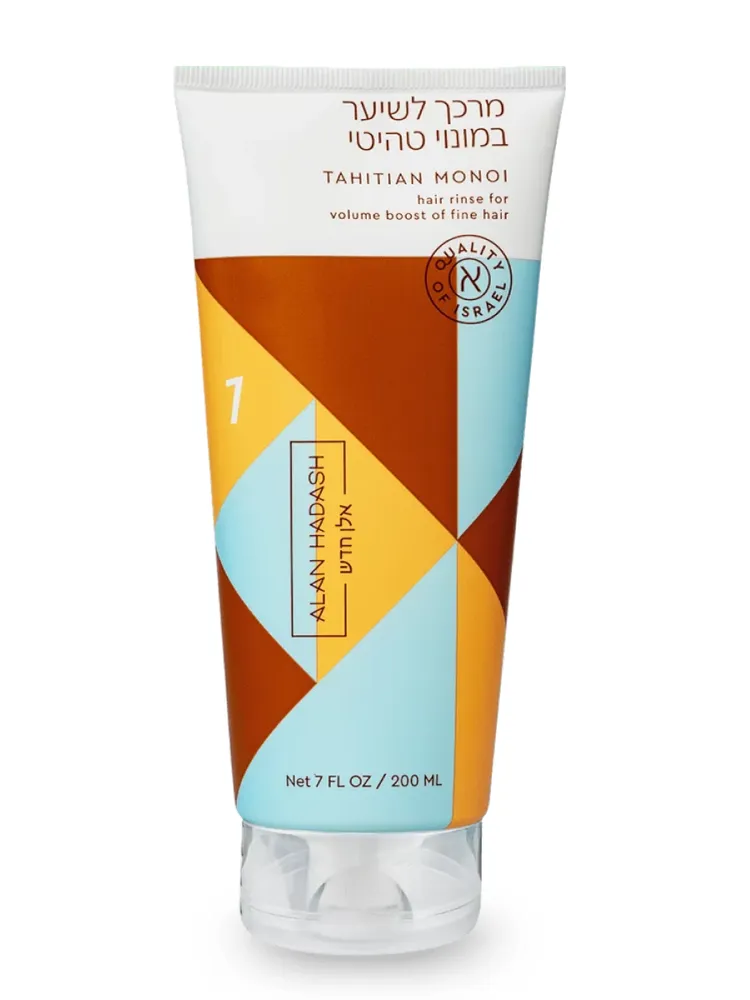 מרכך לשיער
במונוי טהיטי
TAHITIAN MONOI
hair rinse for
volume boost of fine hair
QUALITY OF ISRAEL
א
1
ALAN HADASH
אלן חדש
Net 7 FL OZ / 200 ML